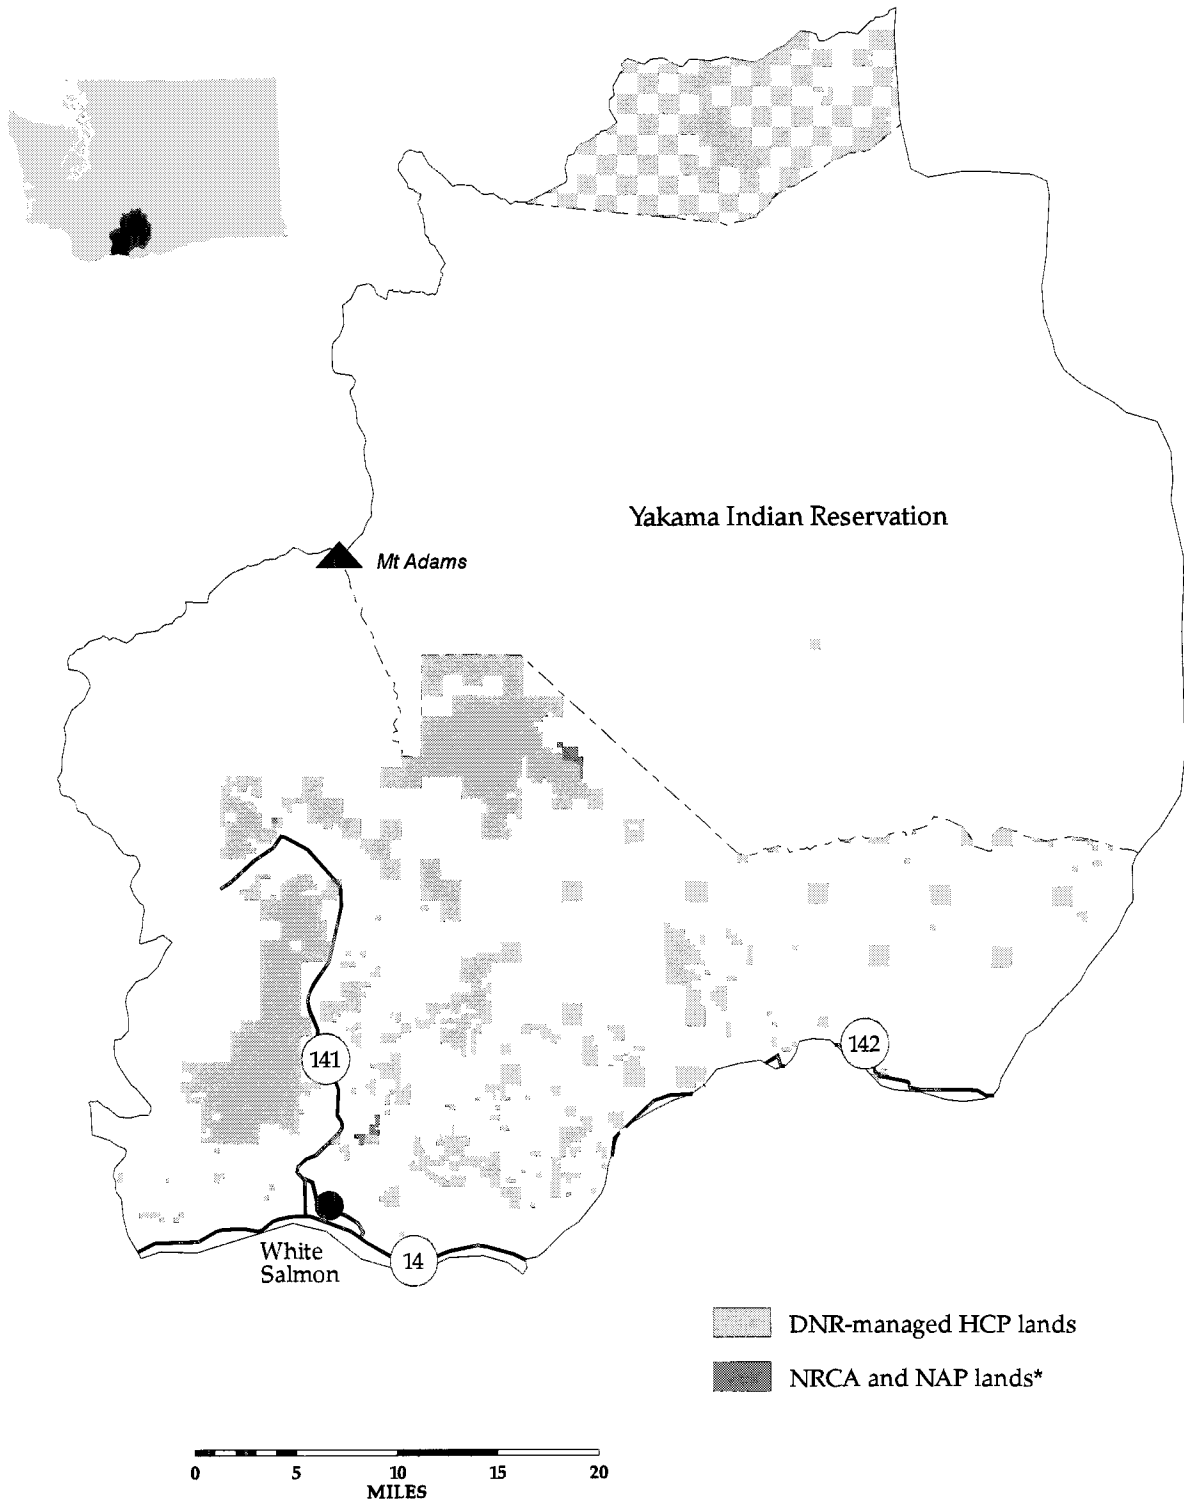 Yakama Indian Reservation
Mt Adams
141
142
White
Salmon
14
DNR-managed HCP lands
NRCA and NAP lands*
0 5 10 15 20
MILES